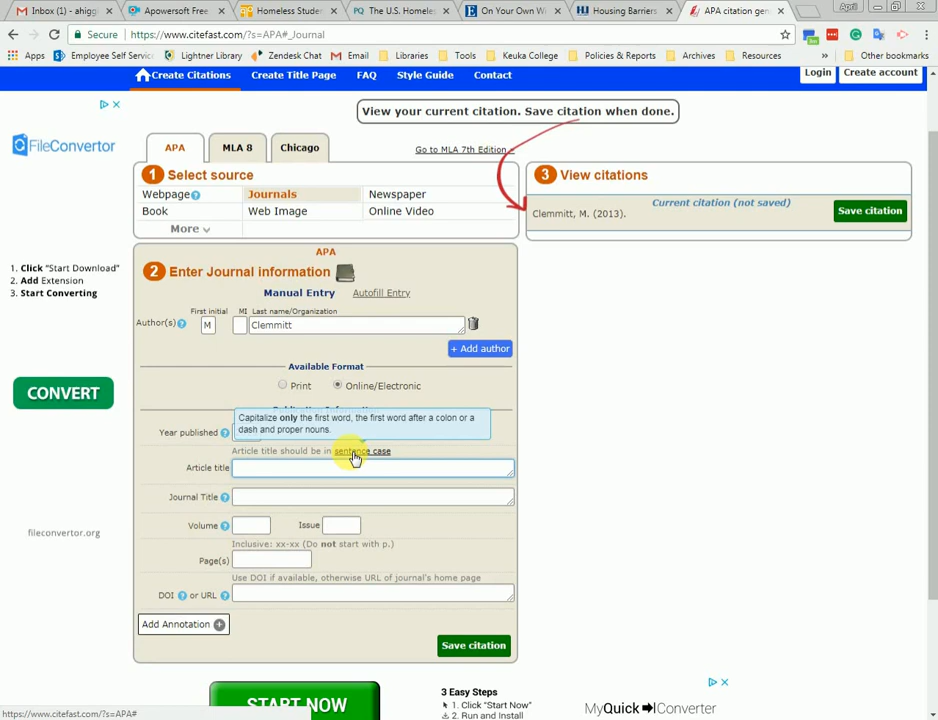 Inbox (1) - ahiggi
Apowersoft Free
Homeless Studen
The U.S. Homele
On Your Own Wi
Housing Barriers
APA citation gen
April
Secure
https://www.citefast.com/?s=APA#_Journal
Apps
Employee Self Service
Lightner Library
Zendesk Chat
Email
Libraries
Tools
Keuka College
Policies & Reports
Archives
Resources
Other bookmarks
Create Citations
Create Title Page
FAQ
Style Guide
Contact
Login
Create account
View your current citation. Save citation when done.
FileConvertor
APA
MLA 8
Chicago
Go to MLA 7th Edition
1 Select source
3 View citations
Webpage
Journals
Newspaper
Book
Web Image
Online Video
More
Current citation (not saved)
Clemmitt, M. (2013).
Save citation
APA
2 Enter Journal information
1. Click "Start Download"
2. Add Extension
3. Start Converting
Manual Entry
Autofill Entry
First initial
MI
Last name/Organization
Author(s)
M
Clemmitt
+ Add author
Available Format
Print
Online/Electronic
CONVERT
Capitalize only the first word, the first word after a colon or a
dash and proper nouns.
Year published
Article title should be in sentence case
Article title
Journal Title
Volume
Issue
fileconvertor.org
Inclusive: xx-xx (Do not start with p.)
Page(s)
Use DOI if available, otherwise URL of journal's home page
DOI
or URL
Add Annotation
Save citation
START NOW
3 Easy Steps
1. Click "Start Now"
2. Run and Install
MyQuick
Converter
https://www.citefast.com/?s=APA#